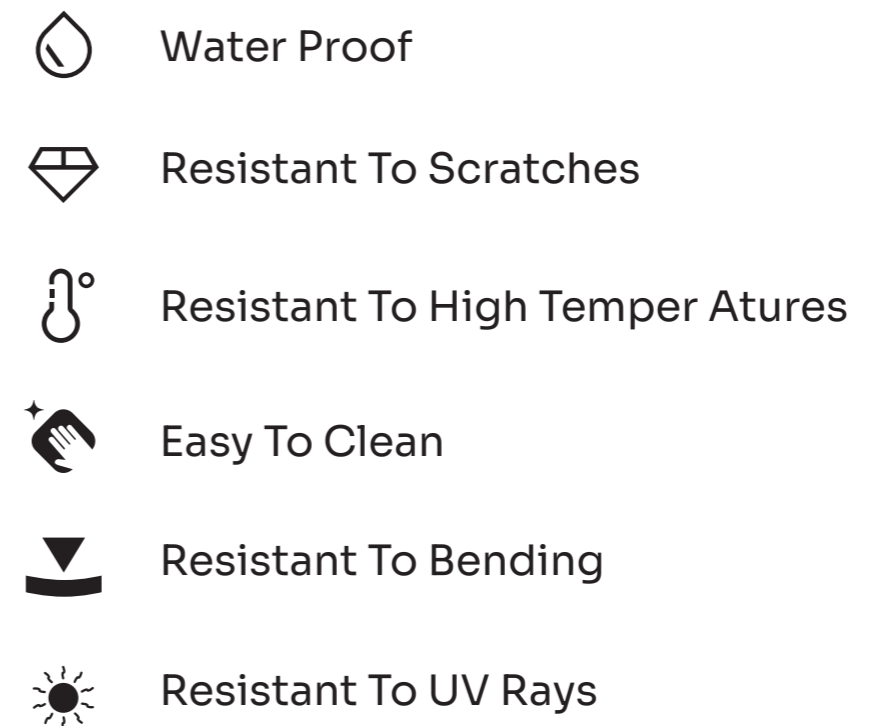 Water Proof
Resistant To Scratches
Resistant To High Temper Atures
Easy To Clean
Resistant To Bending
Resistant To UV Rays